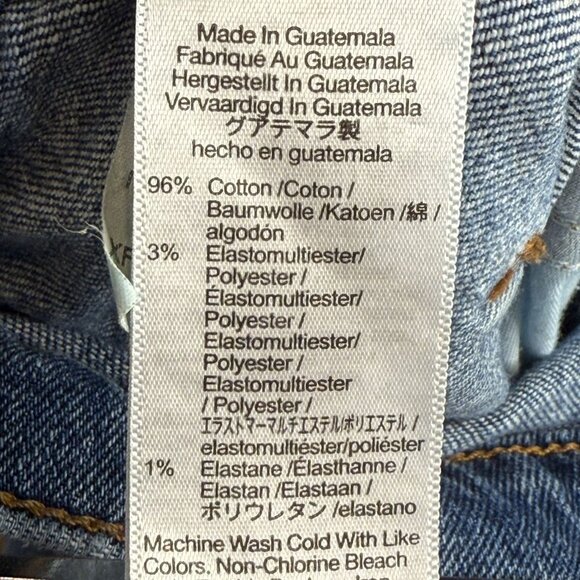 Made In Guatemala
Fabriqué Au Guatemala
Hergestellt In Guatemala
Vervaardigd In Guatemala
グアテマラ製
hecho en guatemala
96% Cotton /Coton /
Baumwolle /Katoen /綿 /
algodón
3% Elastomultiester/
Polyester /
Élastomultiester/
Polyester /
Elastomultiester/
Polyester /
Elastomultiester
/ Polyester /
エラストマーマルチエステル/ポリエステル /
elastomultiéster/poliéster
1% Elastane /Élasthanne /
Elastan /Elastaan /
ポリウレタン /elastano
Machine Wash Cold With Like
Colors. Non-Chlorine Bleach